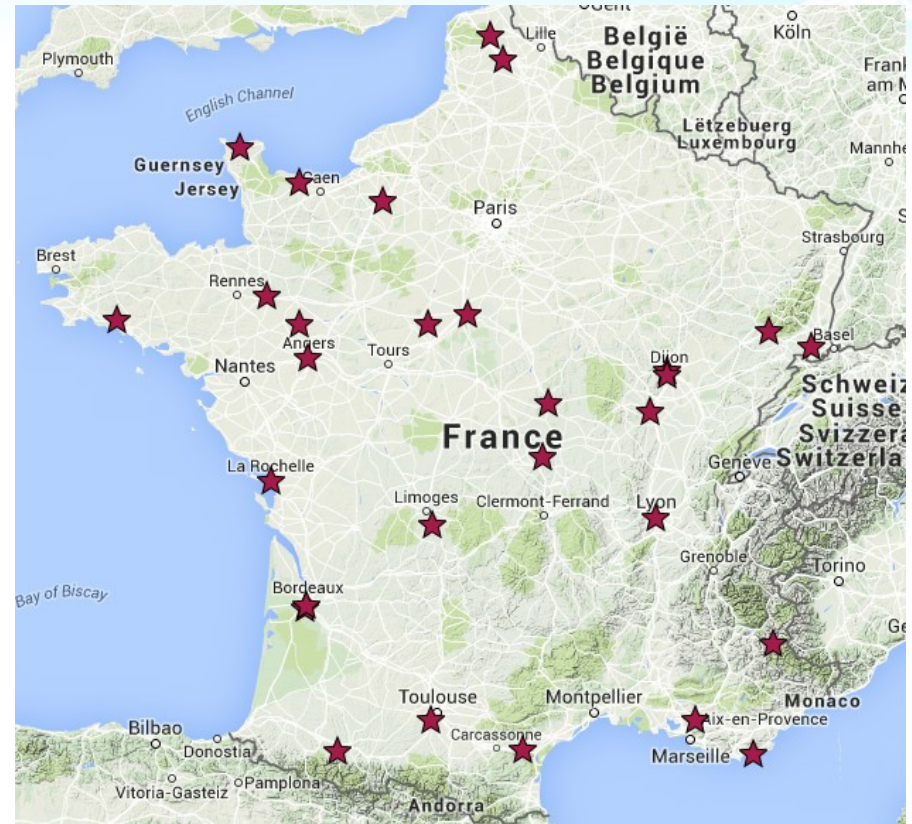 Gent
Köln
Plymouth
Lille
België
Belgique
Belgium
Frank
am M
English Channel
Lëtzebuerg
Luxembourg
Mannhe
Guernsey
Jersey
Caen
Paris
Strasbourg
Brest
Rennes
Basel
Angers
Tours
Dijon
Nantes
Schweiz
Suisse
Svizzera
Switzerla
France
Genève
La Rochelle
Limoges
Clermont-Ferrand
Lyon
Grenoble
Torino
Bordeaux
Bay of Biscay
Ge
Toulouse
Montpellier
Monaco
Aix-en-Provence
Bilbao
Carcassonne
Donostia
Marseille
Pamplona
Vitoria-Gasteiz
Andorra